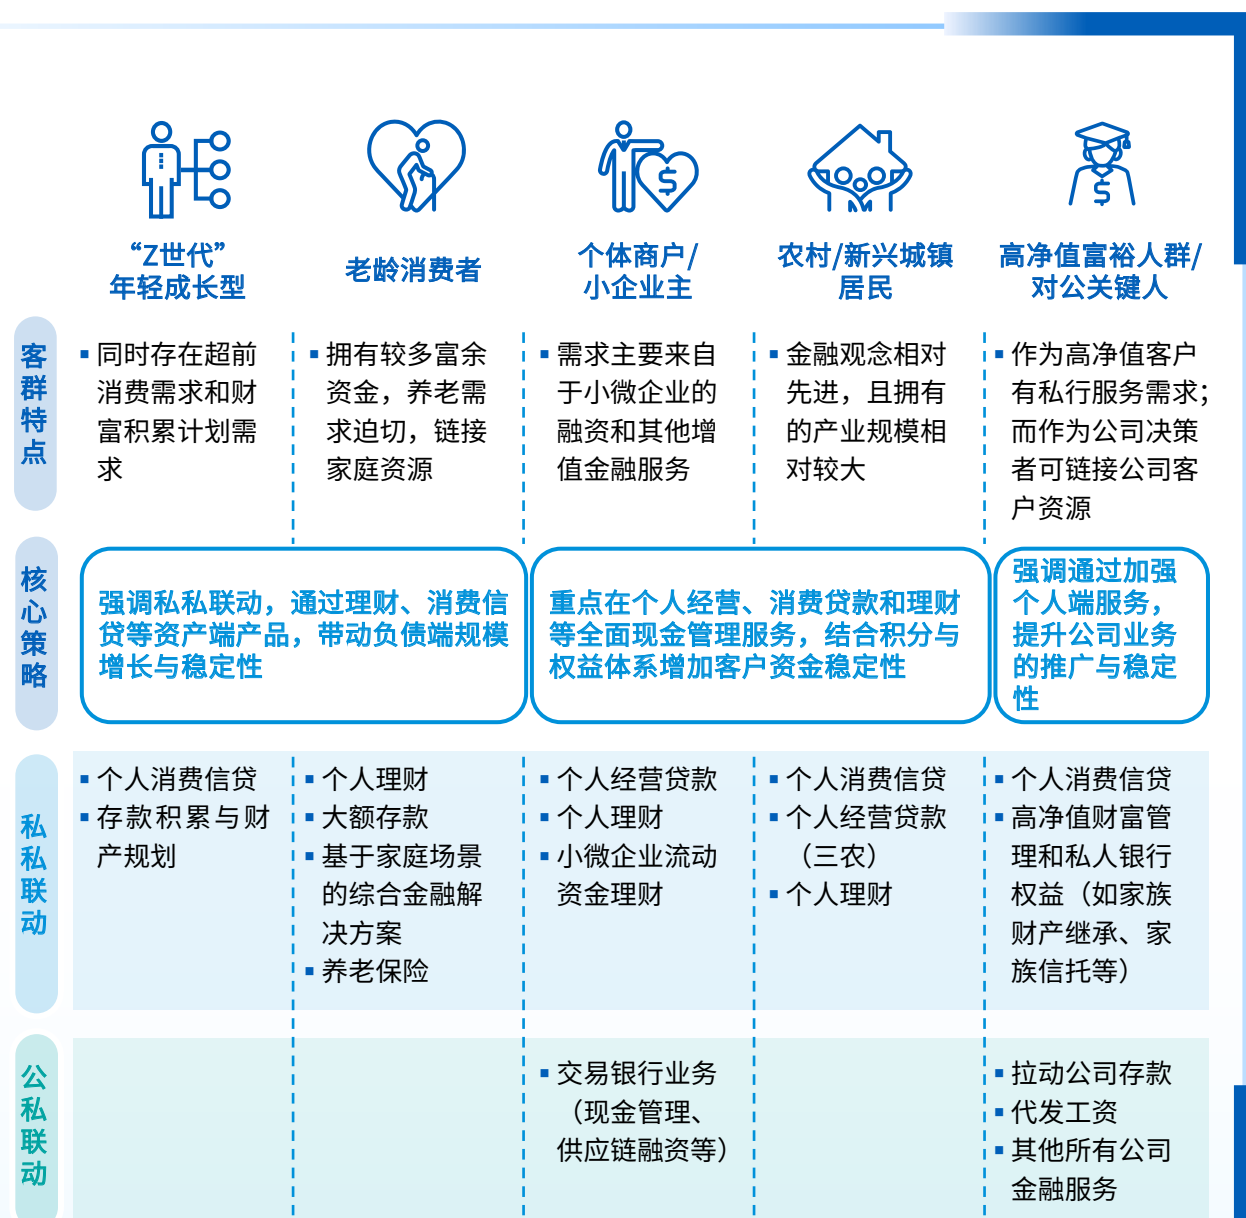 “Z世代”
年轻成长型
老龄消费者
个体商户/
小企业主
农村/新兴城镇
居民
高净值富裕人群/
对公关键人
客群特点
▪ 同时存在超前
消费需求和财
富积累计划需
求
▪ 拥有较多富余
资金，养老需
求迫切，链接
家庭资源
▪ 需求主要来自
于小微企业的
融资和其他增
值金融服务
▪ 金融观念相对
先进，且拥有
的产业规模相
对较大
▪ 作为高净值客户
有私行服务需求；
而作为公司决策
者可链接公司客
户资源
核心策略
强调私私联动，通过理财、消费信
贷等资产端产品，带动负债端规模
增长与稳定性
重点在个人经营、消费贷款和理财
等全面现金管理服务，结合积分与
权益体系增加客户资金稳定性
强调通过加强
个人端服务，
提升公司业务
的推广与稳定
性
私私联动
▪ 个人消费信贷
▪ 存款积累与财
产规划
▪ 个人理财
▪ 大额存款
▪ 基于家庭场景
的综合金融解
决方案
▪ 养老保险
▪ 个人经营贷款
▪ 个人理财
▪ 小微企业流动
资金理财
▪ 个人消费信贷
▪ 个人经营贷款
（三农）
▪ 个人理财
▪ 个人消费信贷
▪ 高净值财富管
理和私人银行
权益（如家族
财产继承、家
族信托等）
公私联动
▪ 交易银行业务
（现金管理、
供应链融资等）
▪ 拉动公司存款
▪ 代发工资
▪ 其他所有公司
金融服务